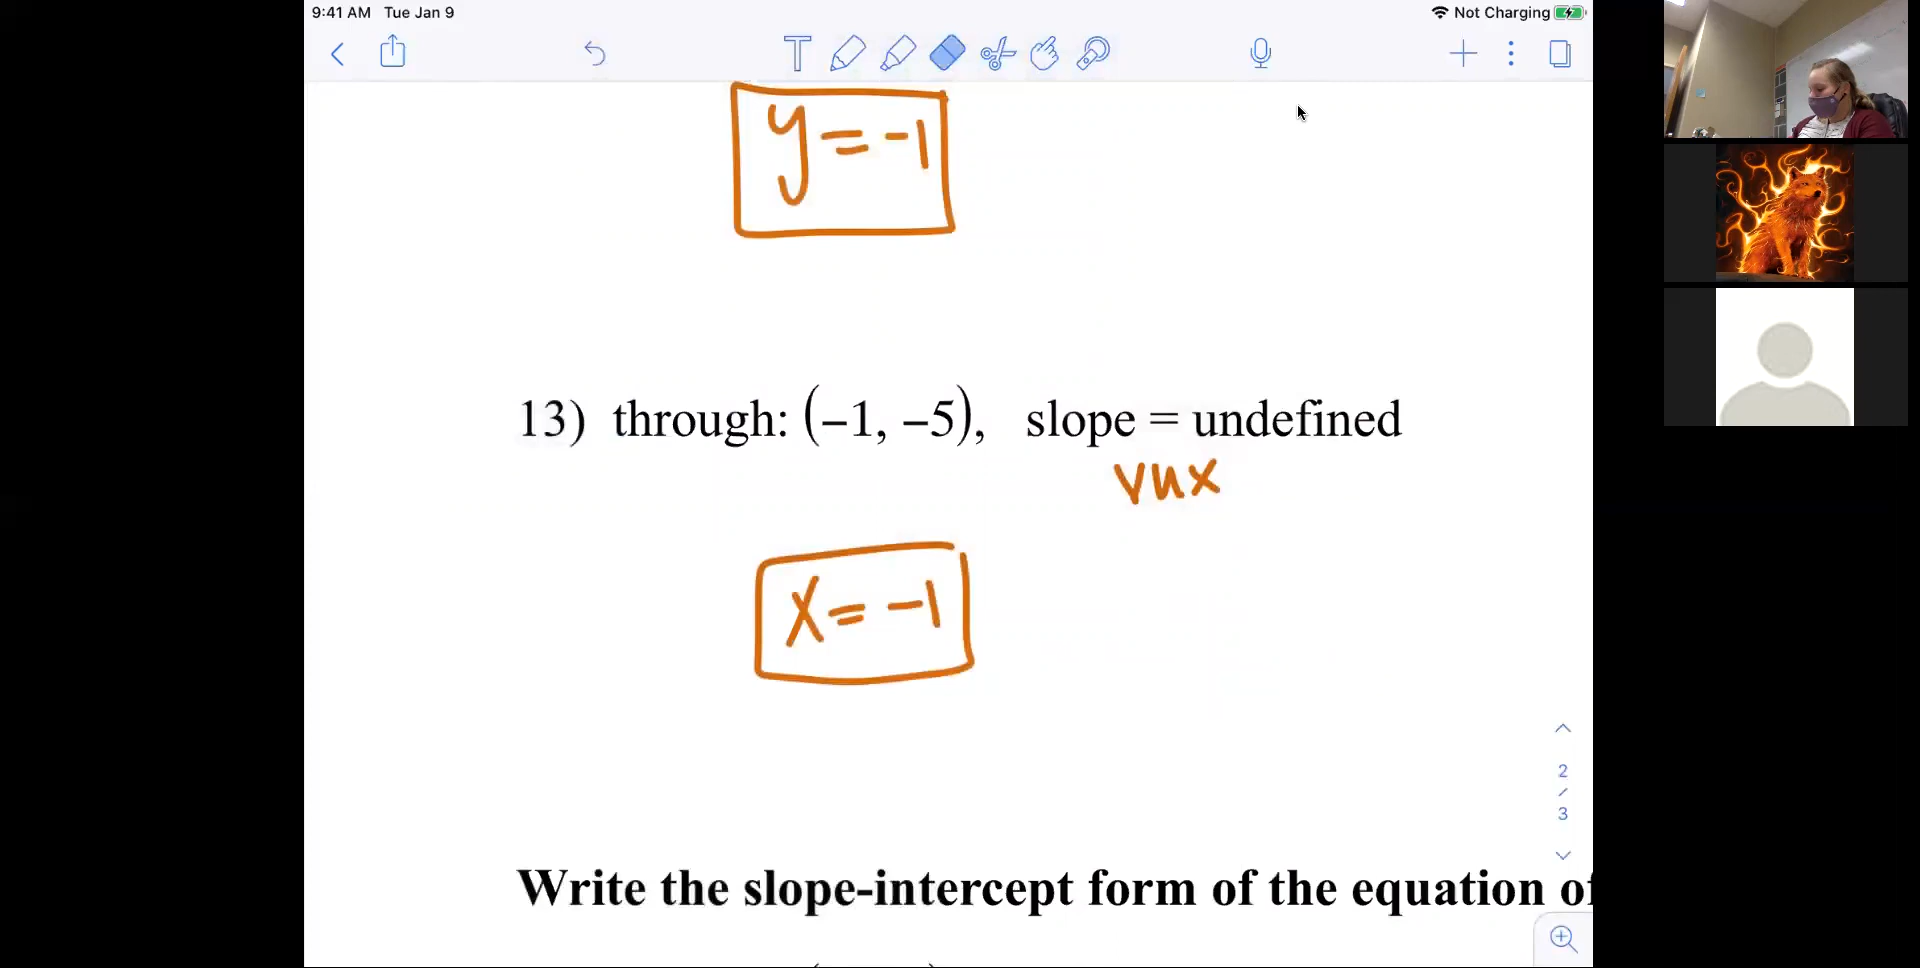 9:41 AM Tue Jan 9
Not Charging
y = -1
13) through: (−1, −5), slope = undefined
vux
x = -1
2
/
3
Write the slope-intercept form of the equation of